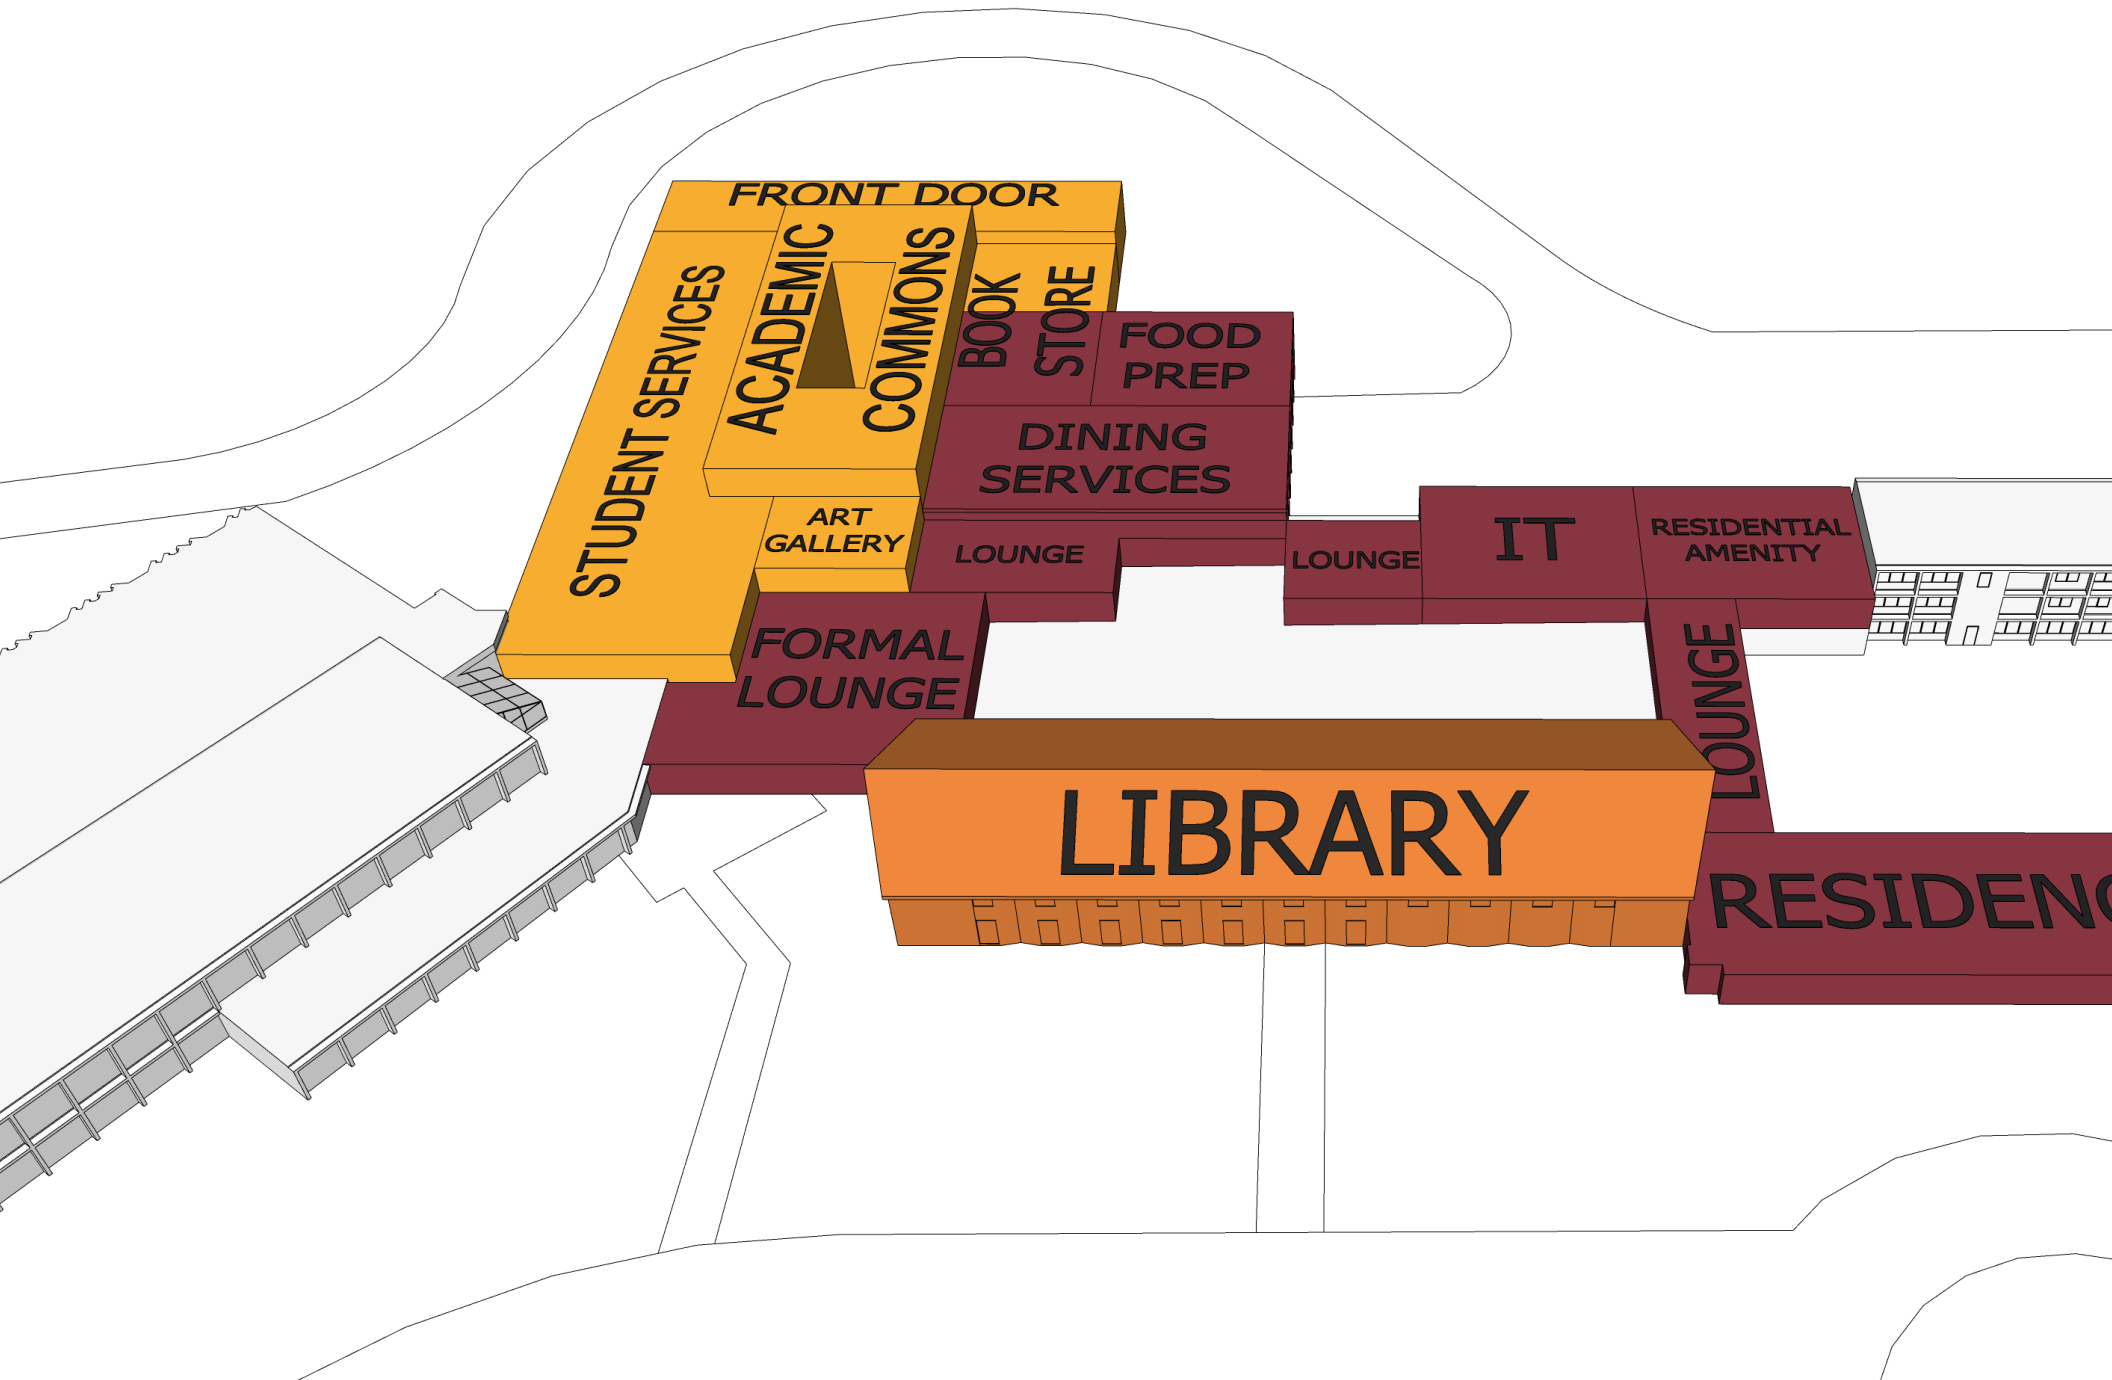 FRONT DOOR
STUDENT SERVICES
ACADEMIC
COMMONS
BOOK
STORE
FOOD
PREP
DINING
SERVICES
ART
GALLERY
LOUNGE
LOUNGE
IT
RESIDENTIAL
AMENITY
FORMAL
LOUNGE
LOUNGE
LIBRARY
RESIDENC